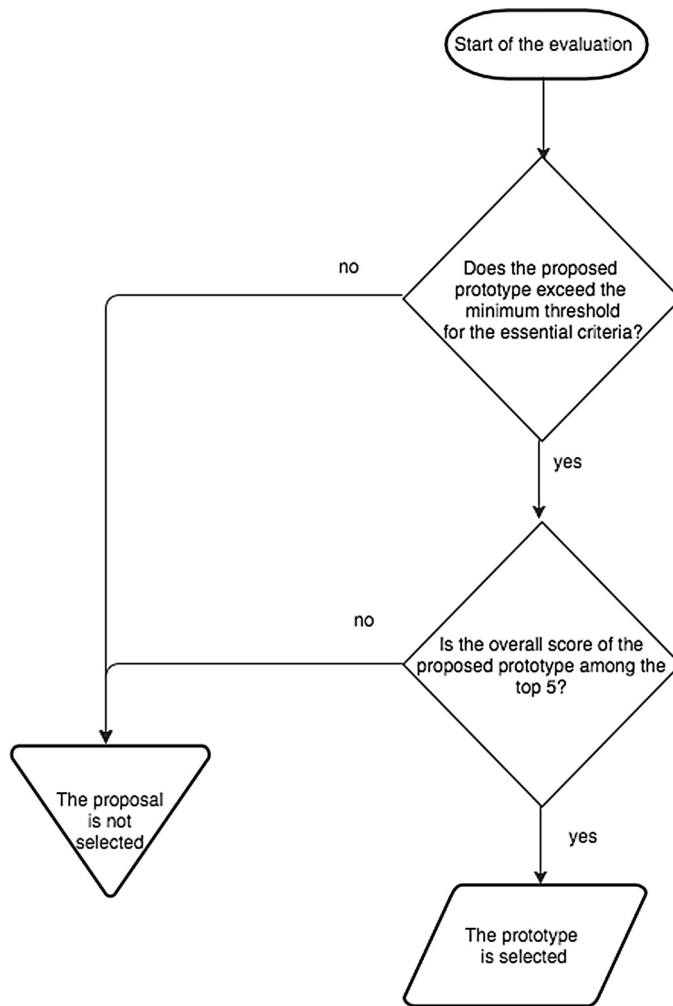 Start of the evaluation
no
Does the proposed
prototype exceed the
minimum threshold
for the essential criteria?
yes
no
Is the overall score of the
proposed prototype among the
top 5?
The proposal
is not
selected
yes
The prototype
is selected